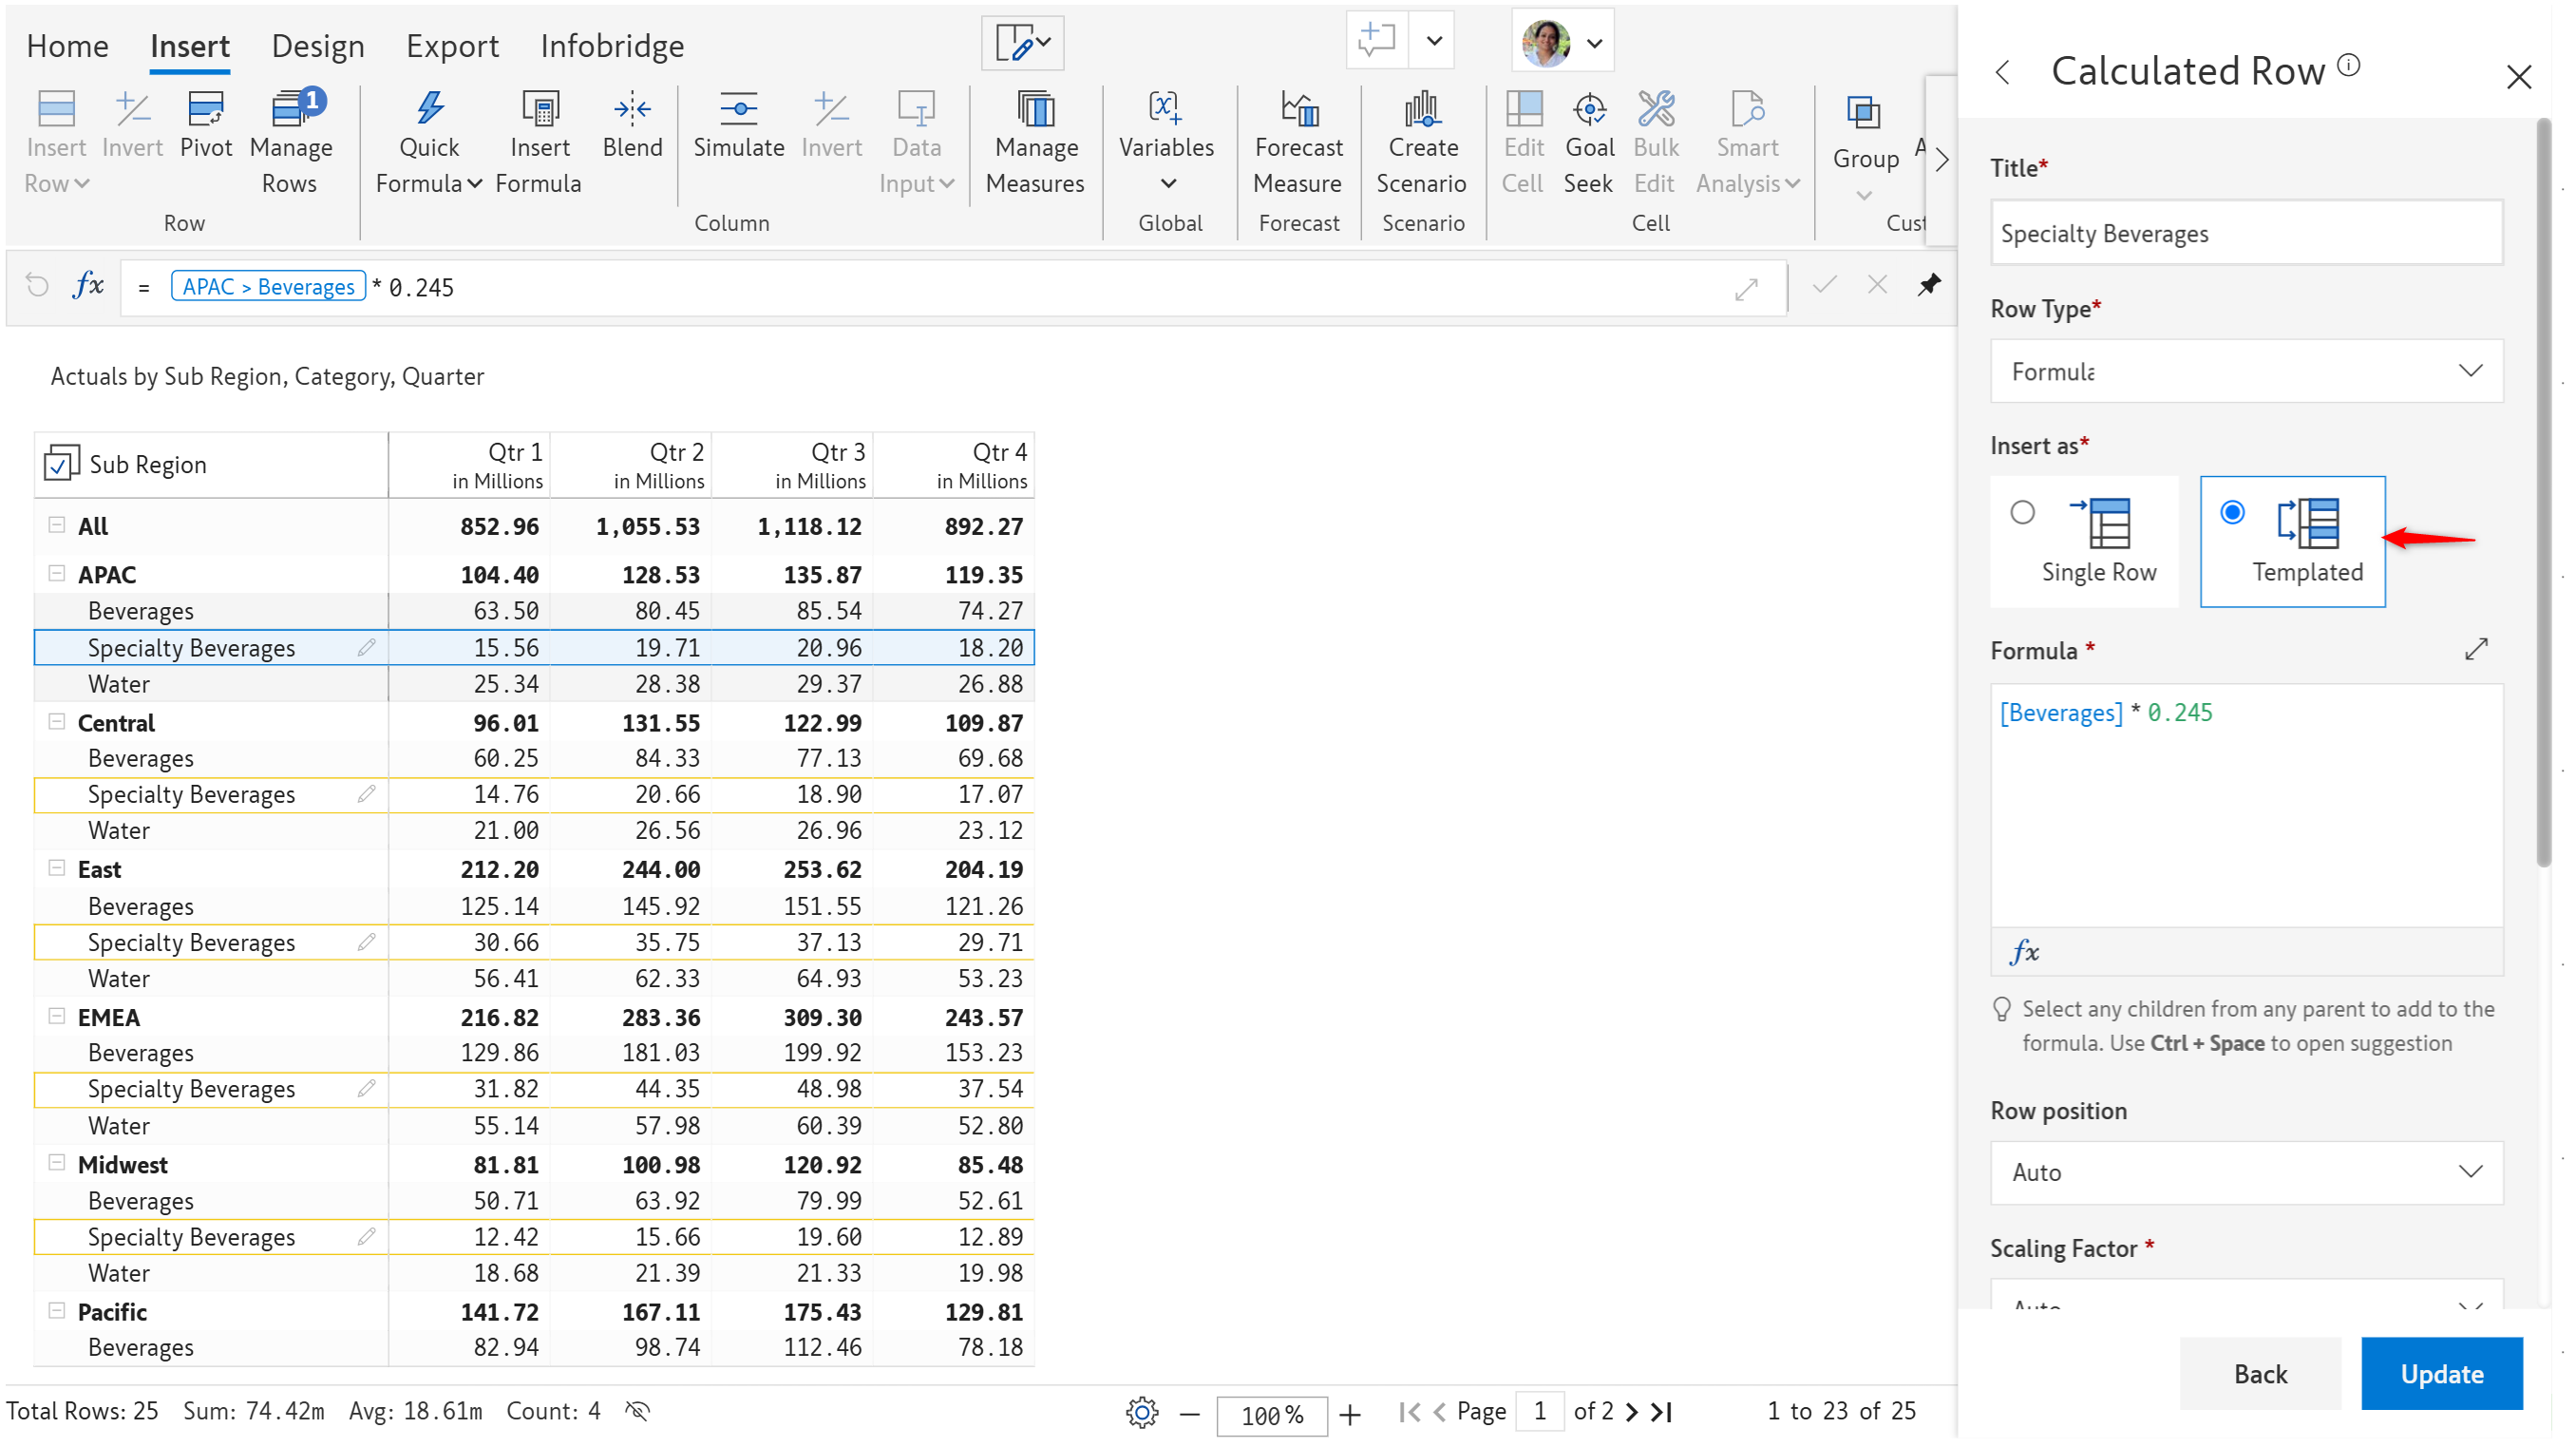 Home Insert Design Export Infobridge
Insert Row Invert Pivot Manage Rows 1 Quick Formula Insert Formula Blend Simulate Invert Data Input Manage Measures Variables Forecast Measure Create Scenario Edit Cell Goal Seek Bulk Edit Smart Analysis Group
Row Column Global Forecast Scenario Cell
fx = APAC > Beverages * 0.245
Actuals by Sub Region, Category, Quarter
Sub Region Qtr 1 Qtr 2 Qtr 3 Qtr 4
in Millions in Millions in Millions in Millions
All 852.96 1,055.53 1,118.12 892.27
APAC 104.40 128.53 135.87 119.35
Beverages 63.50 80.45 85.54 74.27
Specialty Beverages 15.56 19.71 20.96 18.20
Water 25.34 28.38 29.37 26.88
Central 96.01 131.55 122.99 109.87
Beverages 60.25 84.33 77.13 69.68
Specialty Beverages 14.76 20.66 18.90 17.07
Water 21.00 26.56 26.96 23.12
East 212.20 244.00 253.62 204.19
Beverages 125.14 145.92 151.55 121.26
Specialty Beverages 30.66 35.75 37.13 29.71
Water 56.41 62.33 64.93 53.23
EMEA 216.82 283.36 309.30 243.57
Beverages 129.86 181.03 199.92 153.23
Specialty Beverages 31.82 44.35 48.98 37.54
Water 55.14 57.98 60.39 52.80
Midwest 81.81 100.98 120.92 85.48
Beverages 50.71 63.92 79.99 52.61
Specialty Beverages 12.42 15.66 19.60 12.89
Water 18.68 21.39 21.33 19.98
Pacific 141.72 167.11 175.43 129.81
Beverages 82.94 98.74 112.46 78.18
Total Rows: 25 Sum: 74.42m Avg: 18.61m Count: 4 100% Page 1 of 2 1 to 23 of 25
Calculated Row
Title*
Specialty Beverages
Row Type*
Formula
Insert as*
Single Row Templated
Formula *
[Beverages] * 0.245
fx
Select any children from any parent to add to the
formula. Use Ctrl + Space to open suggestion
Row position
Auto
Scaling Factor *
Auto
Back Update